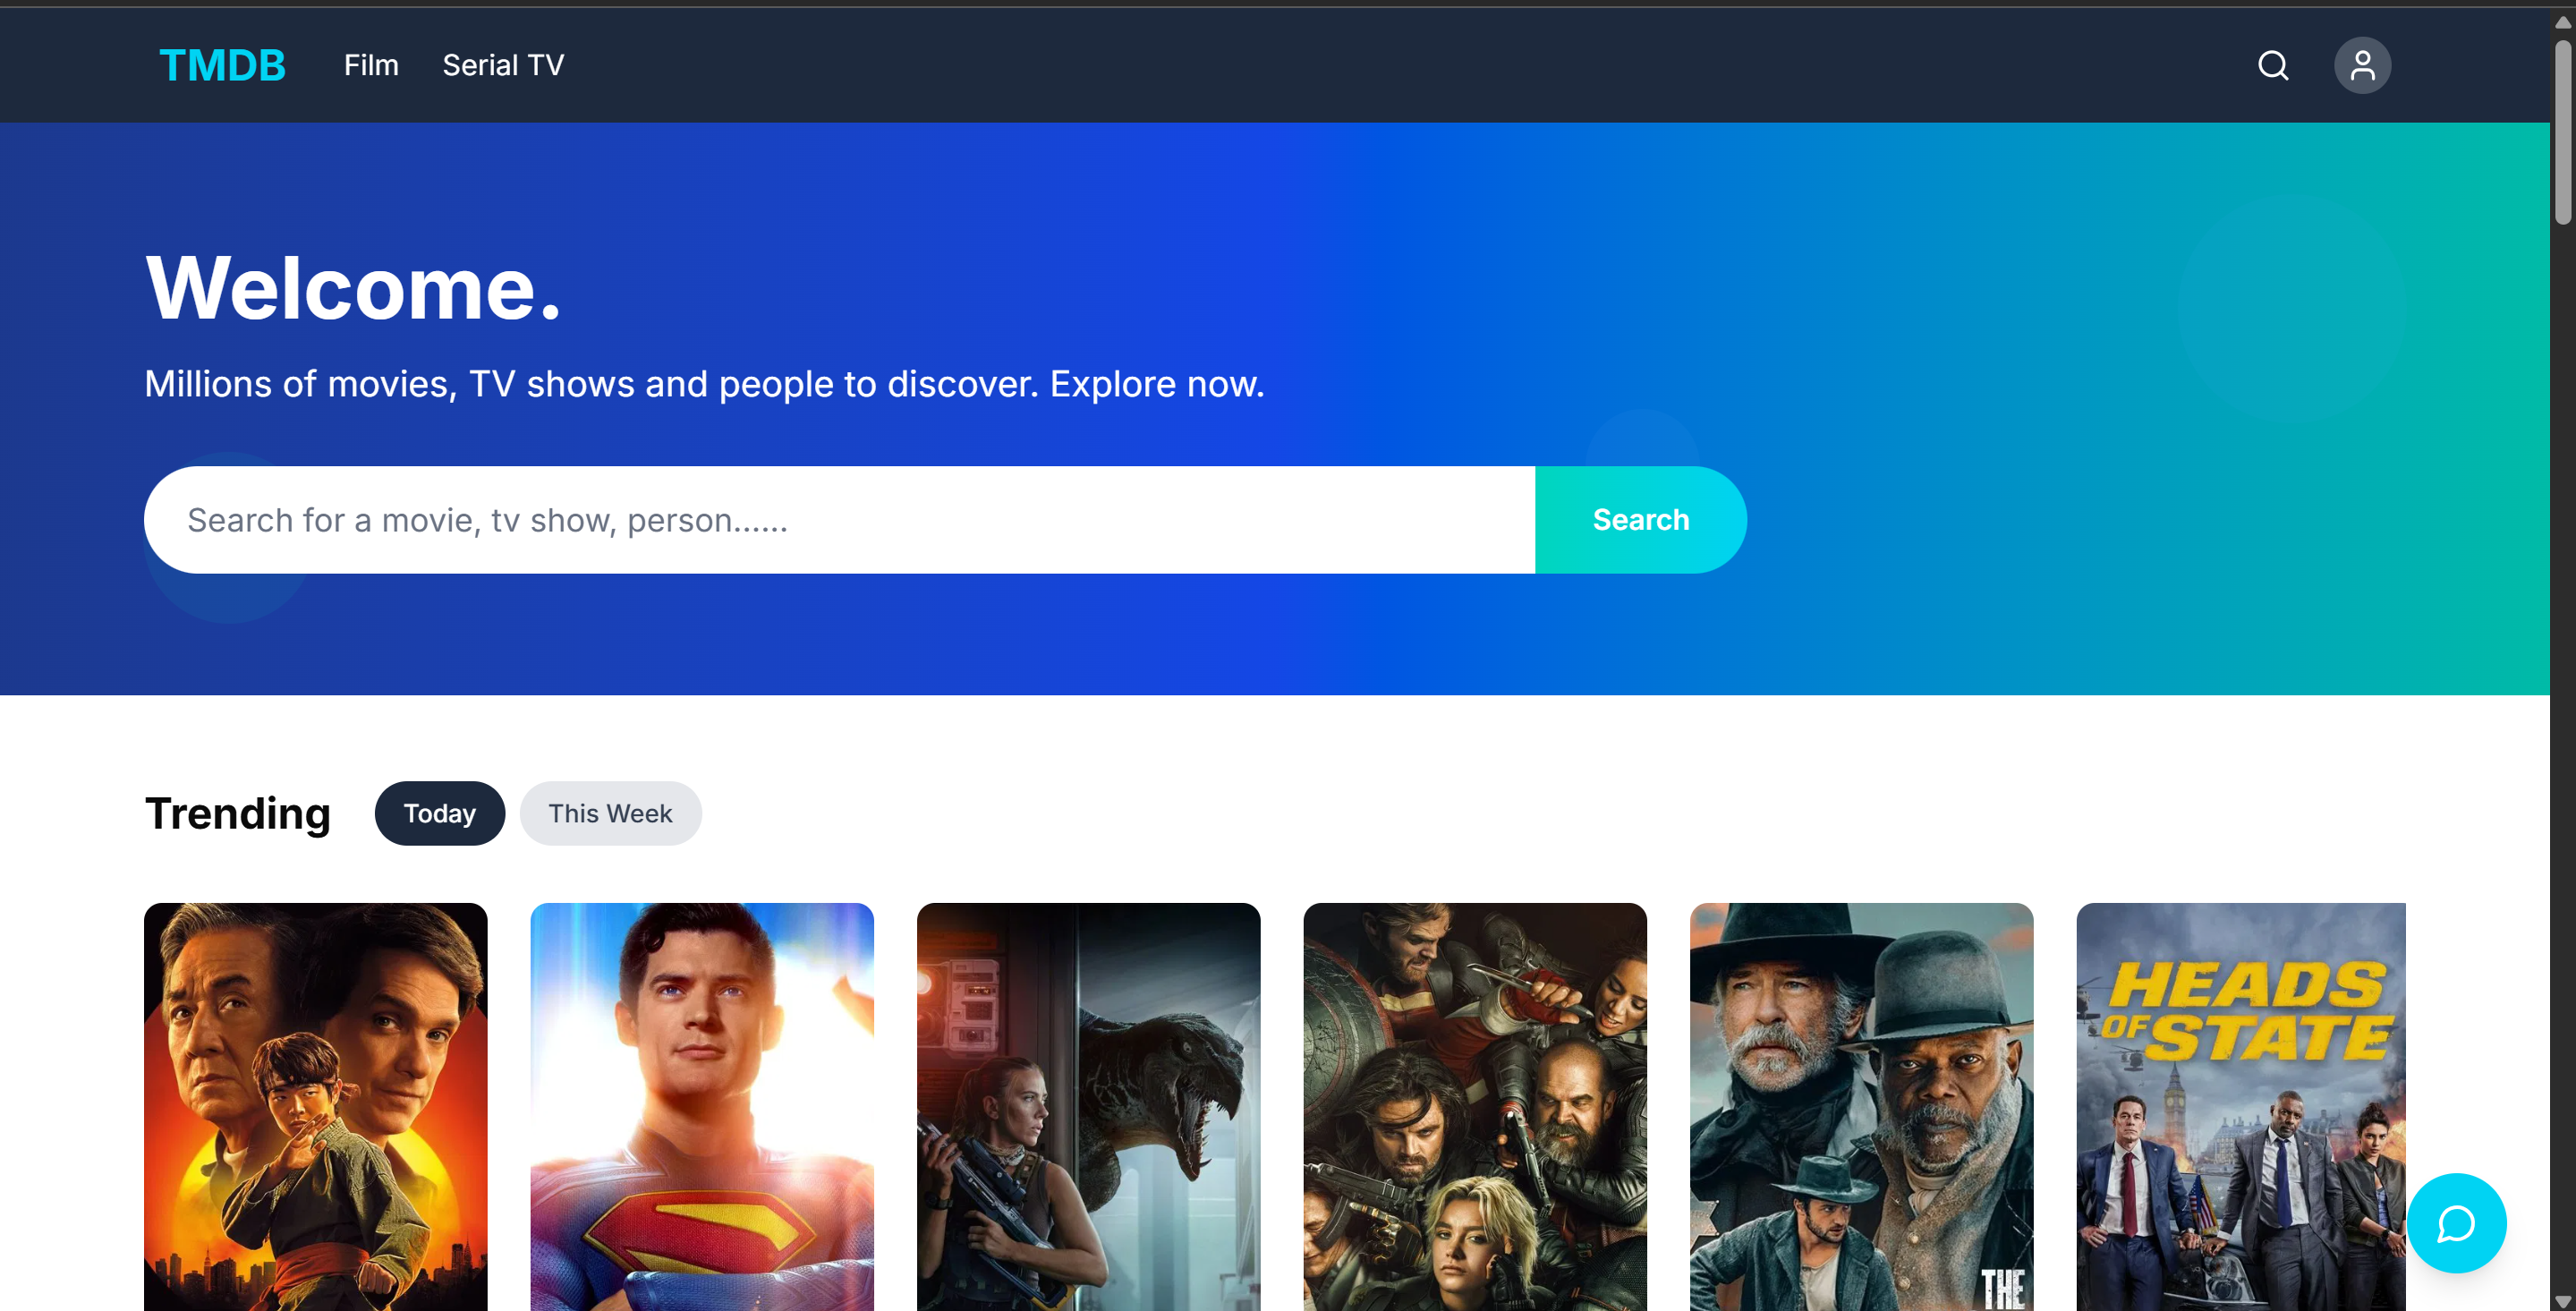 TMDB Film Serial TV
Welcome.
Millions of movies, TV shows and people to discover. Explore now.
Search for a movie, tv show, person......
Search
Trending Today This Week
HEADS
OF STATE
THE